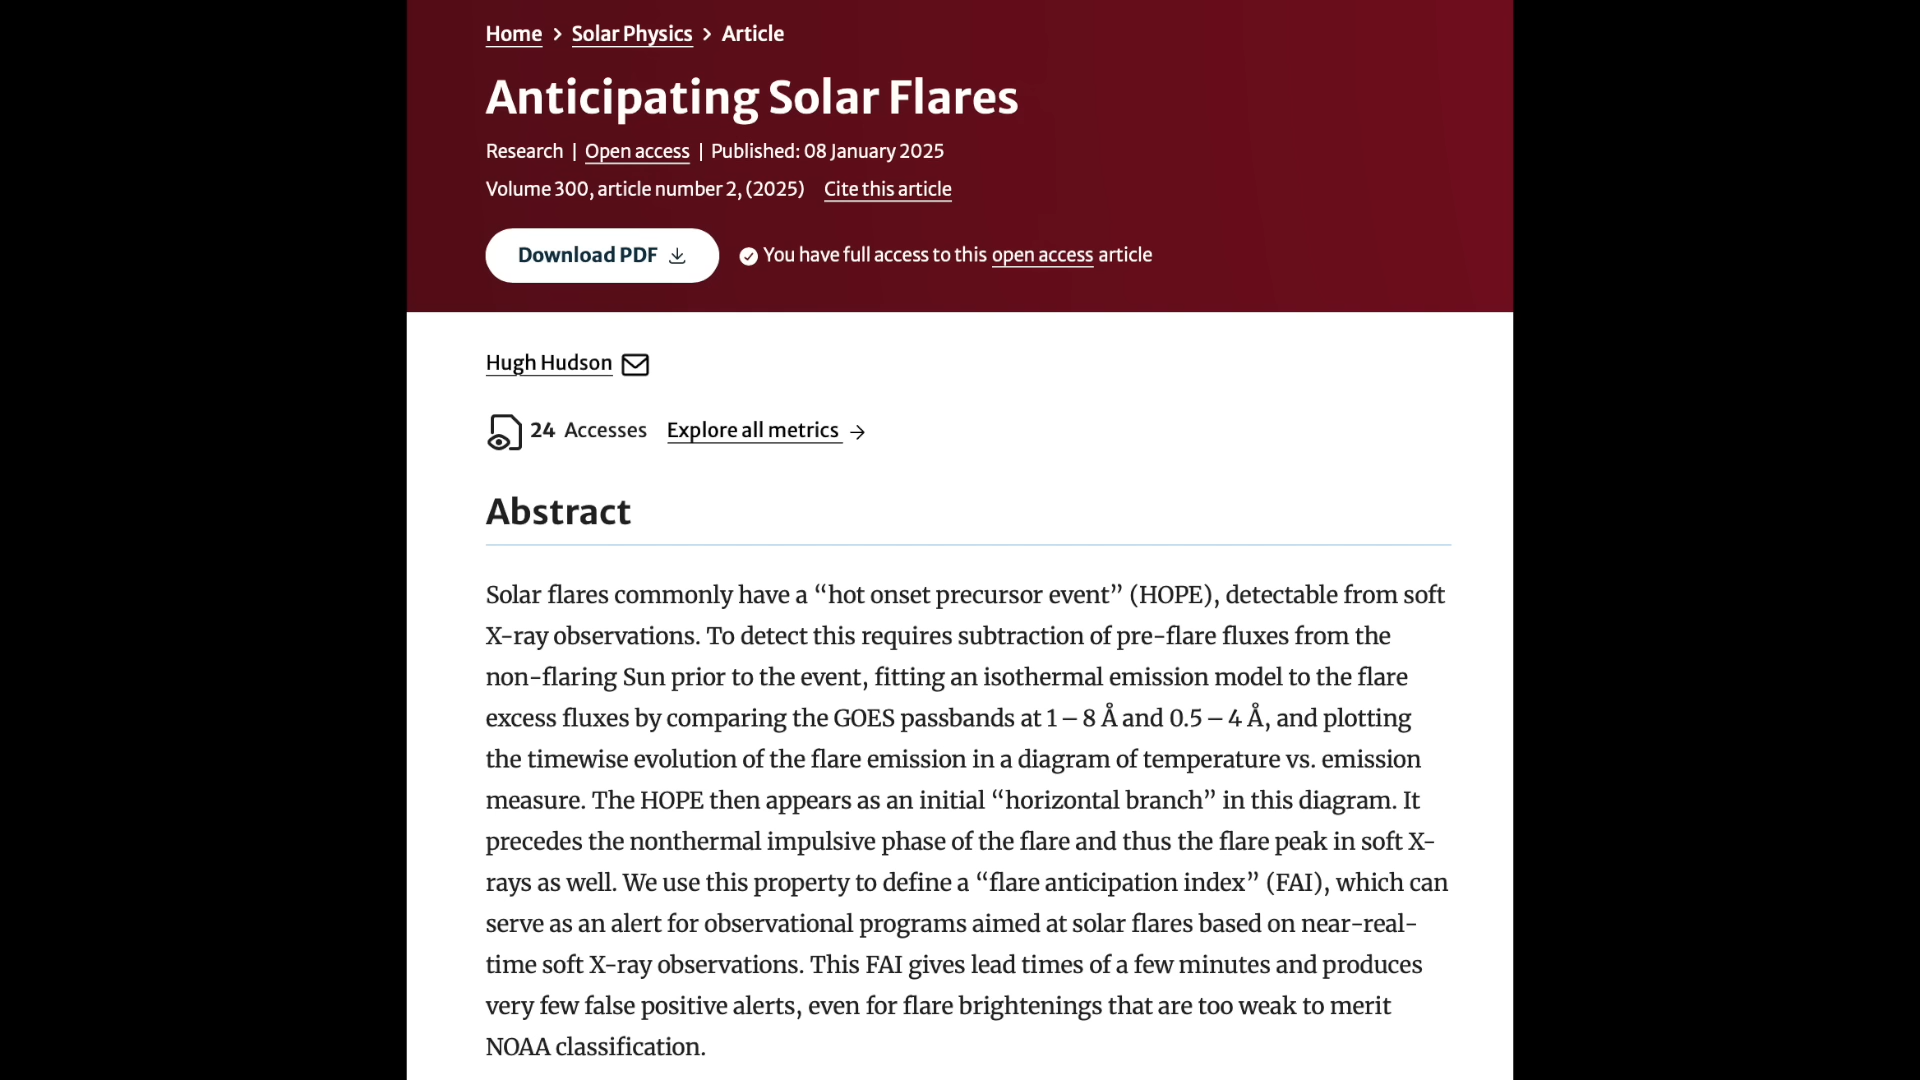 Home > Solar Physics > Article
Anticipating Solar Flares
Research | Open access | Published: 08 January 2025
Volume 300, article number 2, (2025) Cite this article
Download PDF You have full access to this open access article
Hugh Hudson
24 Accesses Explore all metrics →
Abstract
Solar flares commonly have a “hot onset precursor event” (HOPE), detectable from soft
X-ray observations. To detect this requires subtraction of pre-flare fluxes from the
non-flaring Sun prior to the event, fitting an isothermal emission model to the flare
excess fluxes by comparing the GOES passbands at 1 – 8 Å and 0.5 – 4 Å, and plotting
the timewise evolution of the flare emission in a diagram of temperature vs. emission
measure. The HOPE then appears as an initial “horizontal branch” in this diagram. It
precedes the nonthermal impulsive phase of the flare and thus the flare peak in soft X-
rays as well. We use this property to define a “flare anticipation index” (FAI), which can
serve as an alert for observational programs aimed at solar flares based on near-real-
time soft X-ray observations. This FAI gives lead times of a few minutes and produces
very few false positive alerts, even for flare brightenings that are too weak to merit
NOAA classification.